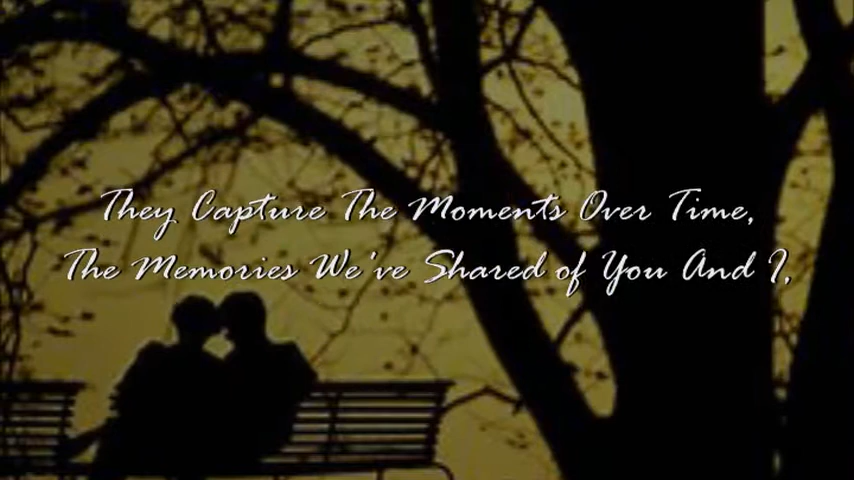 They Capture The Moments Over Time,
The Memories We've Shared of You And I,